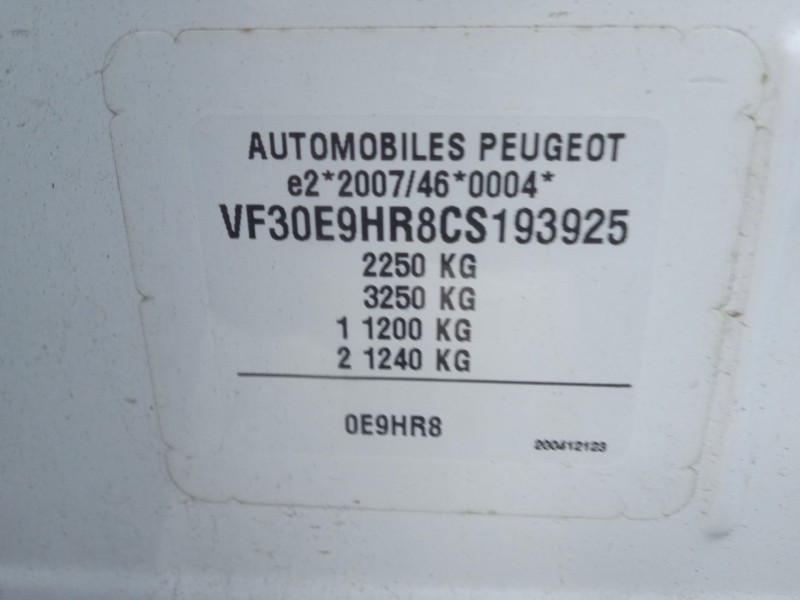 AUTOMOBILES PEUGEOT
e2*2007/46*0004*
VF30E9HR8CS193925
2250 KG
3250 KG
1 1200 KG
2 1240 KG
0E9HR8
200412123